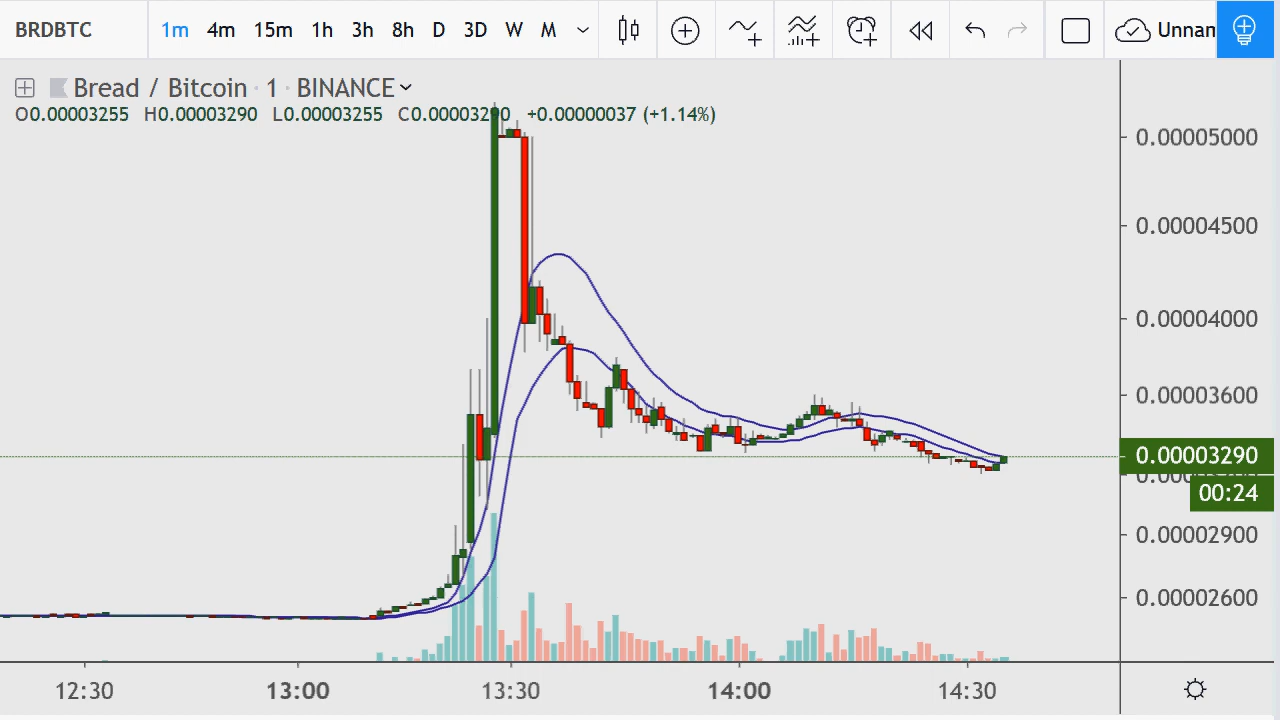 BRDBTC 1m 4m 15m 1h 3h 8h D 3D W M Unnan
Bread / Bitcoin · 1 · BINANCE
O0.00003255 H0.00003290 L0.00003255 C0.00003290 +0.00000037 (+1.14%)
0.00005000
0.00004500
0.00004000
0.00003600
0.00003290
00:24
0.00002900
0.00002600
12:30 13:00 13:30 14:00 14:30